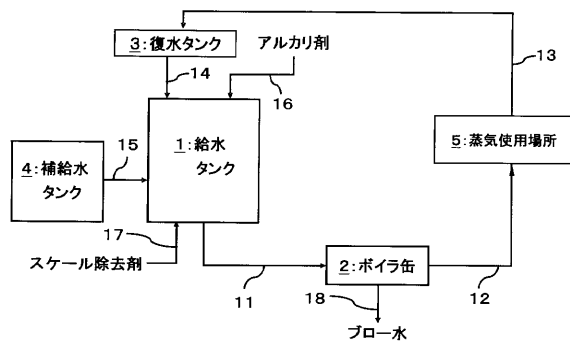 3:復水タンク
アルカリ剤
14
16
13
1:給水
タンク
5:蒸気使用場所
4:補給水
タンク
15
17
スケール除去剤
11
2:ボイラ缶
12
18
ブロー水